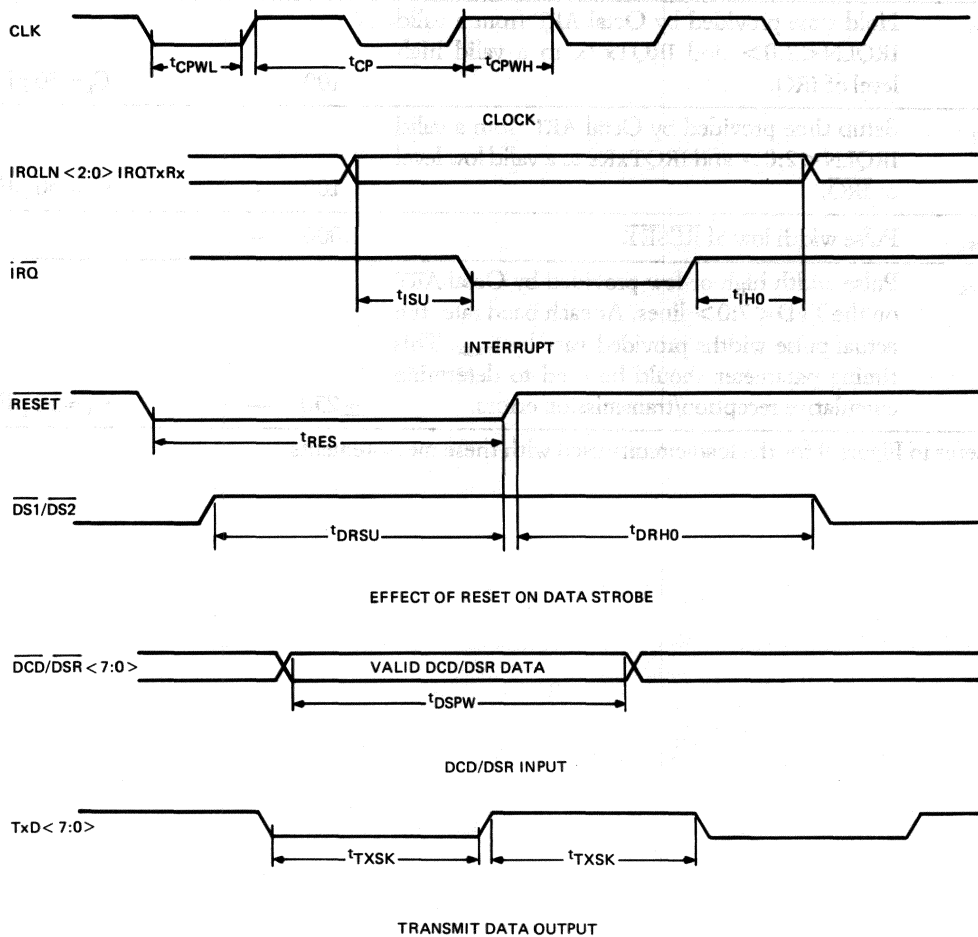 CLK
tCPWL
tCP
tCPWH
CLOCK
IRQLN <2:0> IRQTxRx
IRQ
tISU
tIH0
INTERRUPT
RESET
tRES
DS1/DS2
tDRSU
tDRH0
EFFECT OF RESET ON DATA STROBE
DCD/DSR <7:0>
VALID DCD/DSR DATA
tDSPW
DCD/DSR INPUT
TxD<7:0>
tTXSK
tTXSK
TRANSMIT DATA OUTPUT